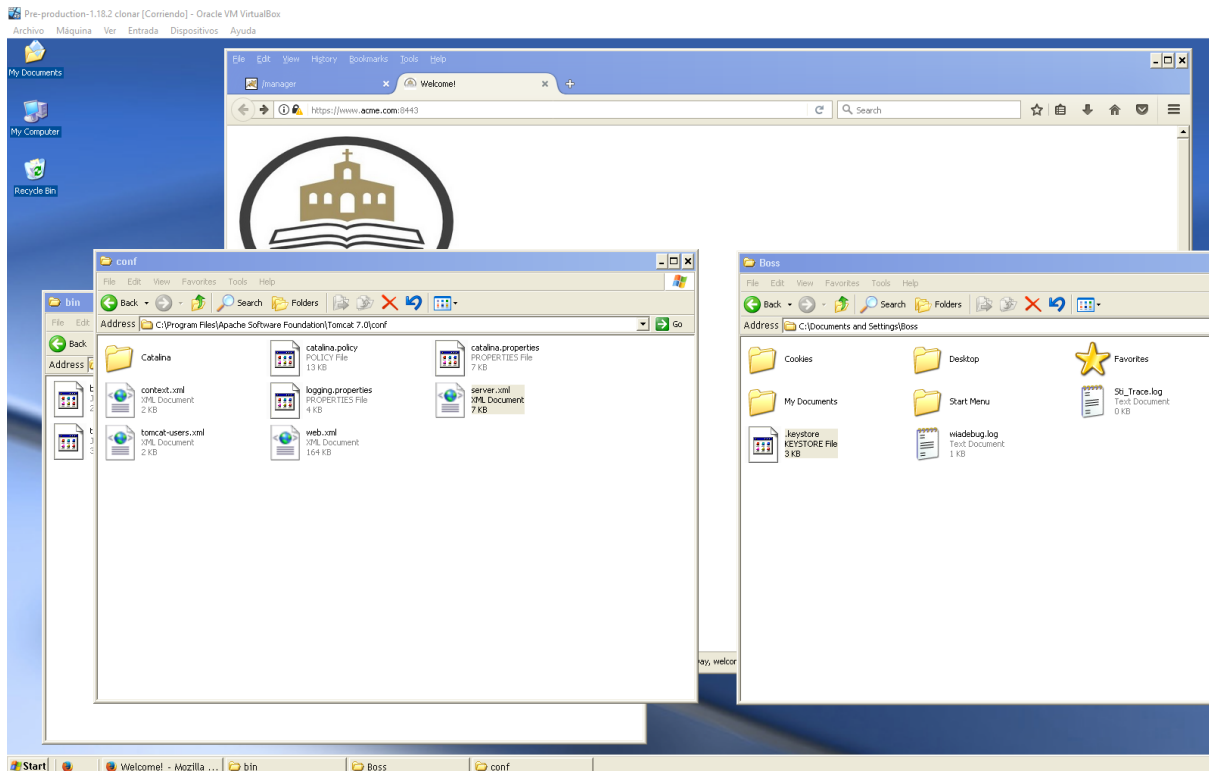 Pre-production-1.18.2 clonar [Corriendo] - Oracle VM VirtualBox
Archivo Máquina Ver Entrada Dispositivos Ayuda
My Documents
My Computer
Recycle Bin
File Edit View History Bookmarks Tools Help
/manager
Welcome!
https://www.acme.com:8443
Search
conf
File Edit View Favorites Tools Help
Back Search Folders
Address C:\Program Files\Apache Software Foundation\Tomcat 7.0\conf Go
Catalina
catalina.policy
POLICY File
13 KB
catalina.properties
PROPERTIES File
7 KB
context.xml
XML Document
2 KB
logging.properties
PROPERTIES File
4 KB
server.xml
XML Document
7 KB
tomcat-users.xml
XML Document
2 KB
web.xml
XML Document
164 KB
bin
File Edit
Back
Address
Boss
File Edit View Favorites Tools Help
Back Search Folders
Address C:\Documents and Settings\Boss
Cookies
Desktop
Favorites
My Documents
Start Menu
Sti_Trace.log
Text Document
0 KB
.keystore
KEYSTORE File
3 KB
wiadebug.log
Text Document
1 KB
way, welcor
Start
Welcome! - Mozilla ...
bin
Boss
conf